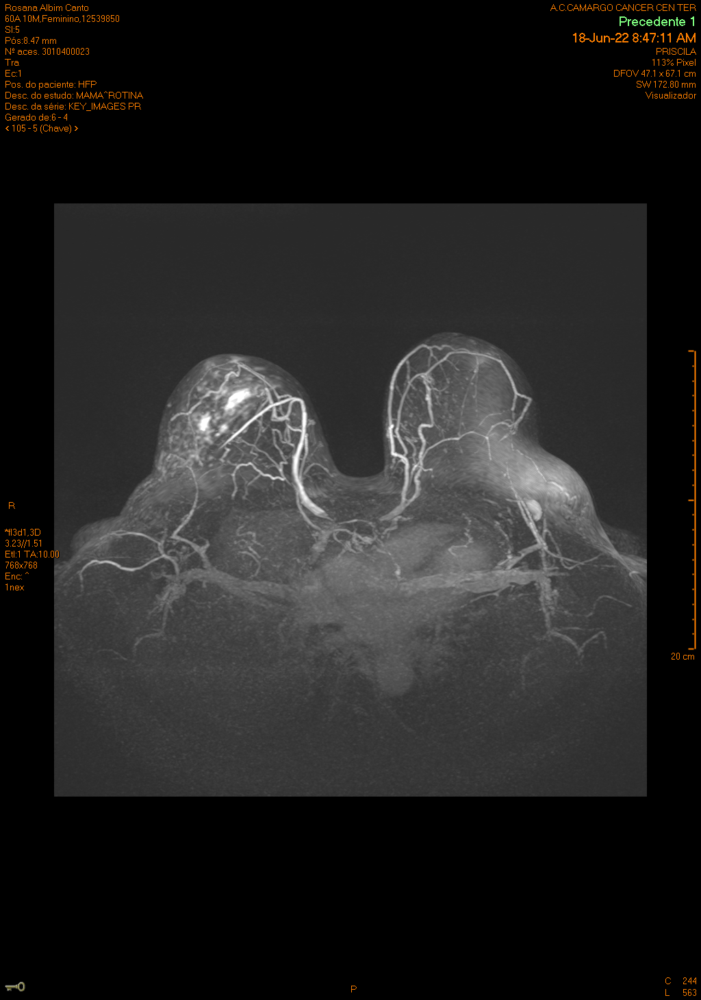 Rosana Albim Canto
60A 10M,Feminino,12539850
Sl:5
Pós:8.47 mm
Nº aces. 3010400023
Tra
Ec:1
Pos. do paciente: HFP
Desc. do estudo: MAMA^ROTINA
Desc. da série: KEY_IMAGES PR
Gerado de:6 - 4
< 105 - 5 (Chave) >
A.C.CAMARGO CANCER CEN TER
Precedente 1
18-Jun-22 8:47:11 AM
PRISCILA
113% Pixel
DFOV 47.1 x 67.1 cm
SW 172.80 mm
Visualizador
R
*fl3d1,3D
3.23//1.51
Etl:1 TA:10.00
768x768
Enc: ^
1nex
20 cm
P
C 244
L 563